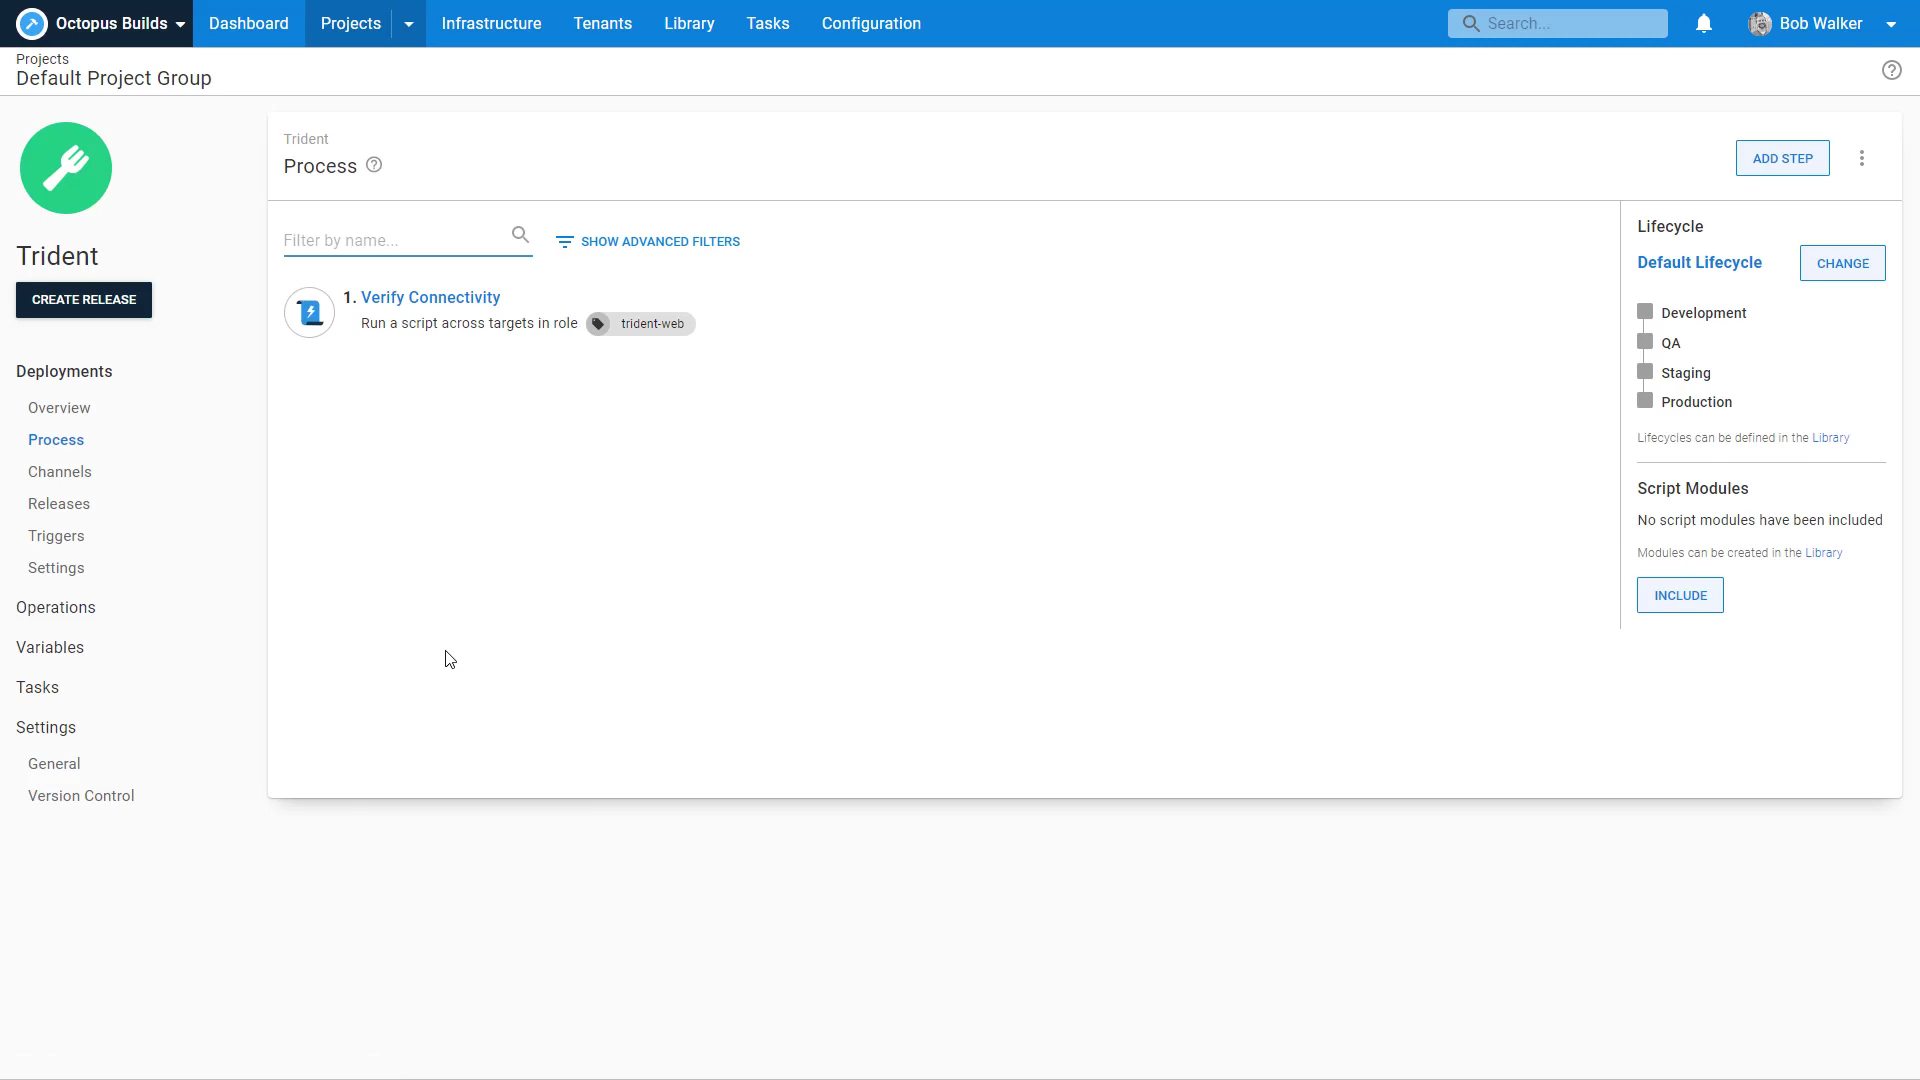 Octopus Builds
Dashboard
Projects
Infrastructure
Tenants
Library
Tasks
Configuration
Search...
Bob Walker
Projects
Default Project Group
Trident
CREATE RELEASE
Deployments
Overview
Process
Channels
Releases
Triggers
Settings
Operations
Variables
Tasks
Settings
General
Version Control
Trident
Process
ADD STEP
Filter by name...
SHOW ADVANCED FILTERS
1. Verify Connectivity
Run a script across targets in role trident-web
Lifecycle
Default Lifecycle
CHANGE
Development
QA
Staging
Production
Lifecycles can be defined in the Library
Script Modules
No script modules have been included
Modules can be created in the Library
INCLUDE